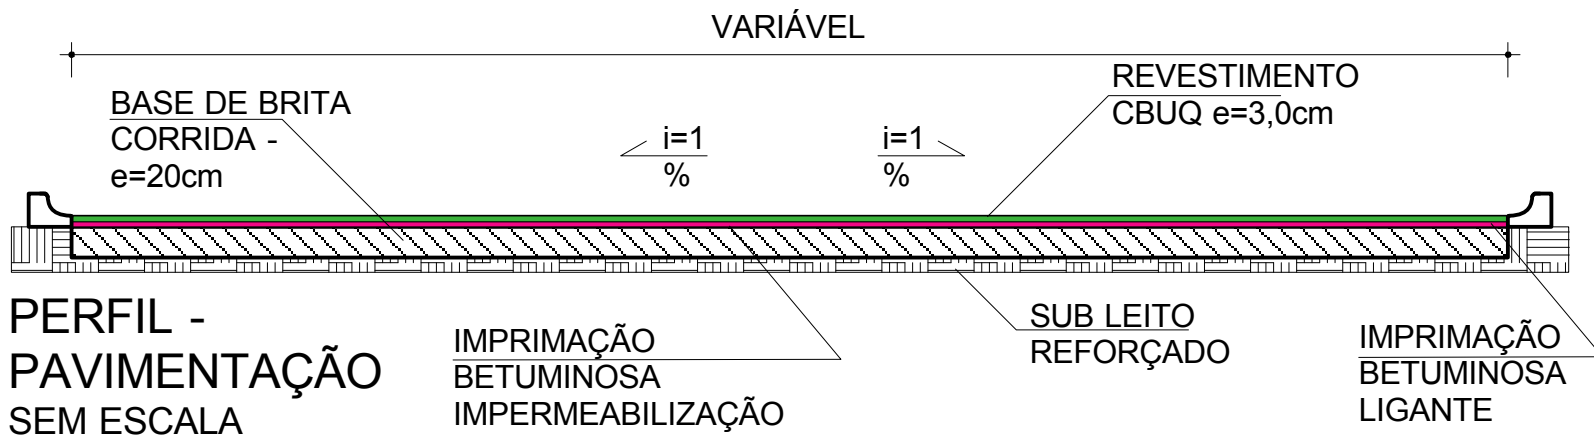 VARIÁVEL
BASE DE BRITA
CORRIDA -
e=20cm
i=1
%
i=1
%
REVESTIMENTO
CBUQ e=3,0cm
PERFIL -
PAVIMENTAÇÃO
SEM ESCALA
IMPRIMAÇÃO
BETUMINOSA
IMPERMEABILIZAÇÃO
SUB LEITO
REFORÇADO
IMPRIMAÇÃO
BETUMINOSA
LIGANTE